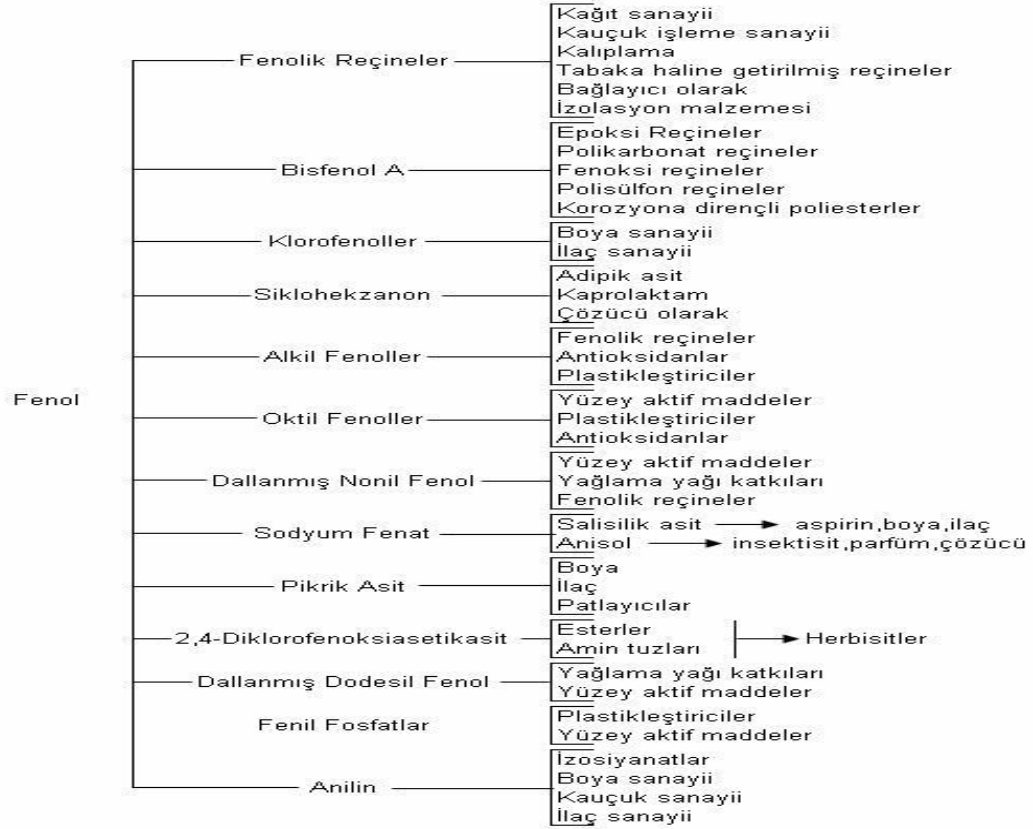 Fenol
Fenolik Reçineler
Kağıt sanayii
Kauçuk işleme sanayii
Kalıplama
Tabaka haline getirilmiş reçineler
Bağlayıcı olarak
İzolasyon malzemesi
Bisfenol A
Epoksi Reçineler
Polikarbonat reçineler
Fenoksi reçineler
Polisülfon reçineler
Korozyona dirençli poliesterler
Klorofenoller
Boya sanayii
İlaç sanayii
Siklohekzanon
Adipik asit
Kaprolaktam
Çözücü olarak
Alkil Fenoller
Fenolik reçineler
Antioksidanlar
Plastikleştiriciler
Oktil Fenoller
Yüzey aktif maddeler
Plastikleştiriciler
Antioksidanlar
Dallanmış Nonil Fenol
Yüzey aktif maddeler
Yağlama yağı katkıları
Fenolik reçineler
Sodyum Fenat
Salisilik asit aspirin,boya,ilaç
Anisol insektisit,parfüm,çözücü
Pikrik Asit
Boya
İlaç
Patlayıcılar
2,4-Diklorofenoksiasetikasit
Esterler
Amin tuzları
Herbisitler
Dallanmış Dodesil Fenol
Yağlama yağı katkıları
Yüzey aktif maddeler
Fenil Fosfatlar
Plastikleştiriciler
Yüzey aktif maddeler
Anilin
İzosiyanatlar
Boya sanayii
Kauçuk sanayii
İlaç sanayii